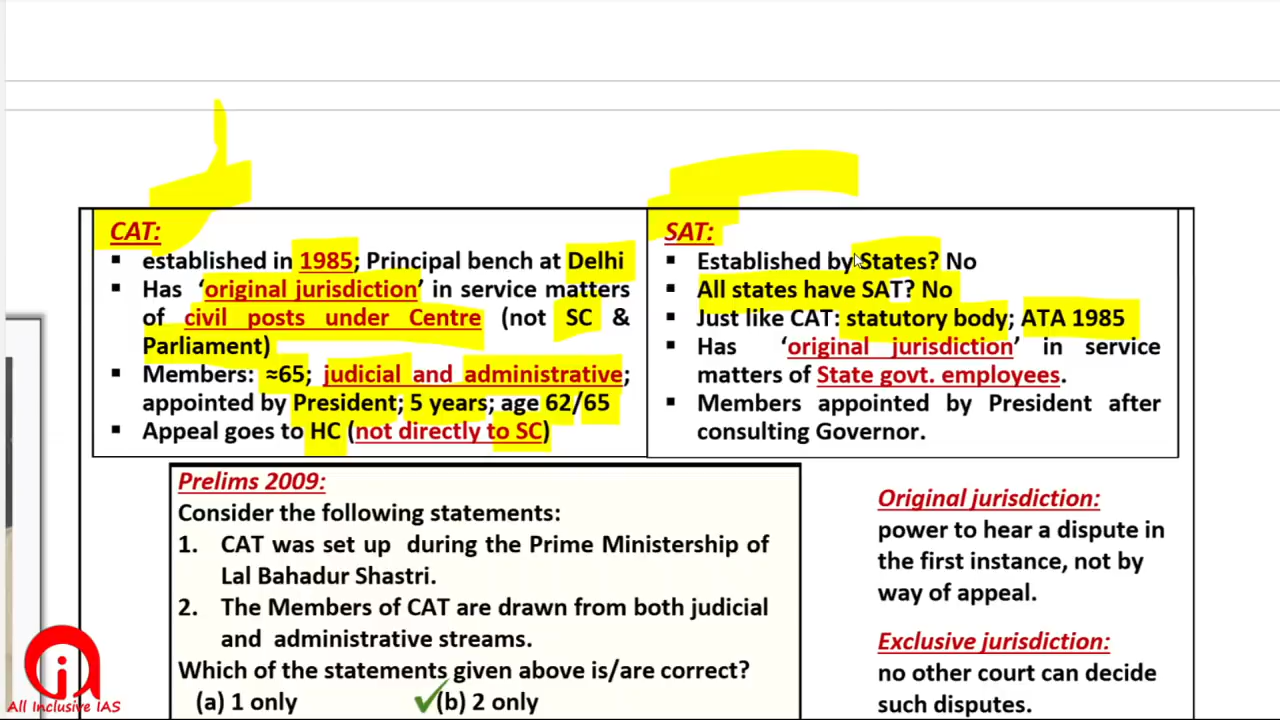 CAT:
▪ established in 1985; Principal bench at Delhi
▪ Has ‘original jurisdiction’ in service matters
of civil posts under Centre (not SC &
Parliament)
▪ Members: ≈65; judicial and administrative;
appointed by President; 5 years; age 62/65
▪ Appeal goes to HC (not directly to SC)
SAT:
▪ Established by States? No
▪ All states have SAT? No
▪ Just like CAT: statutory body; ATA 1985
▪ Has ‘original jurisdiction’ in service
matters of State govt. employees.
▪ Members appointed by President after
consulting Governor.
Prelims 2009:
Consider the following statements:
1. CAT was set up during the Prime Ministership of
Lal Bahadur Shastri.
2. The Members of CAT are drawn from both judicial
and administrative streams.
Which of the statements given above is/are correct?
(a) 1 only ✓(b) 2 only
Original jurisdiction:
power to hear a dispute in
the first instance, not by
way of appeal.
Exclusive jurisdiction:
no other court can decide
such disputes.
All Inclusive IAS